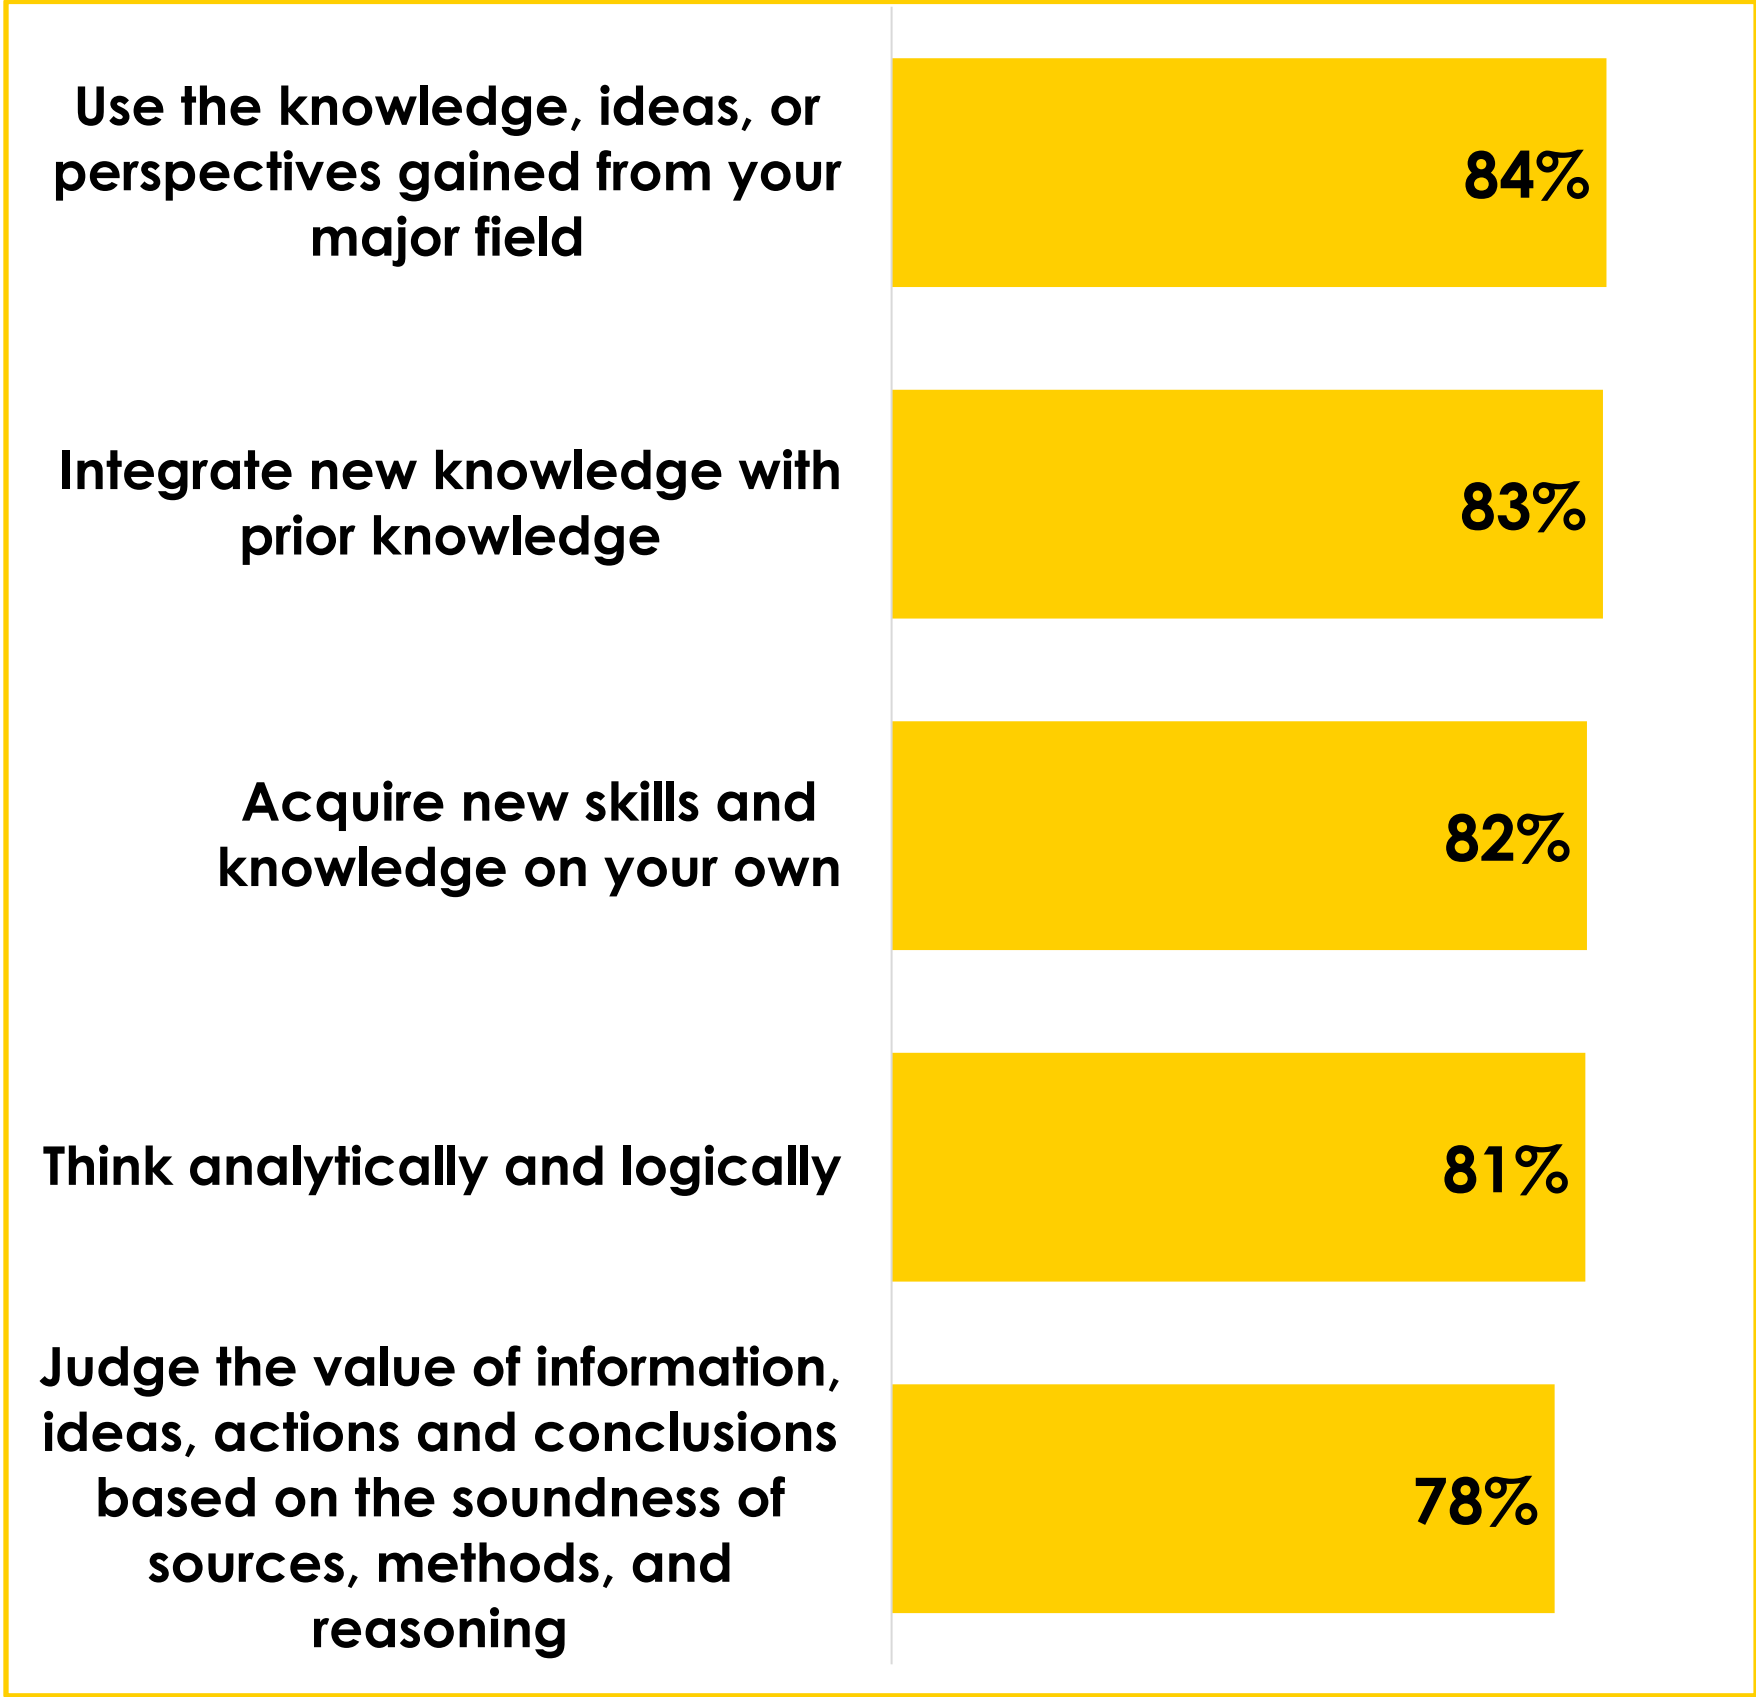 Use the knowledge, ideas, or
perspectives gained from your
major field
84%
Integrate new knowledge with
prior knowledge
83%
Acquire new skills and
knowledge on your own
82%
Think analytically and logically
81%
Judge the value of information,
ideas, actions and conclusions
based on the soundness of
sources, methods, and
reasoning
78%